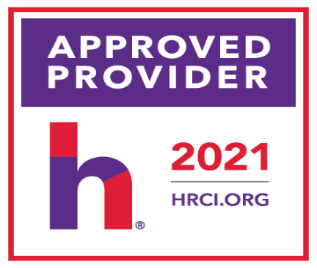 APPROVED
PROVIDER
h®
2021
HRCI.ORG